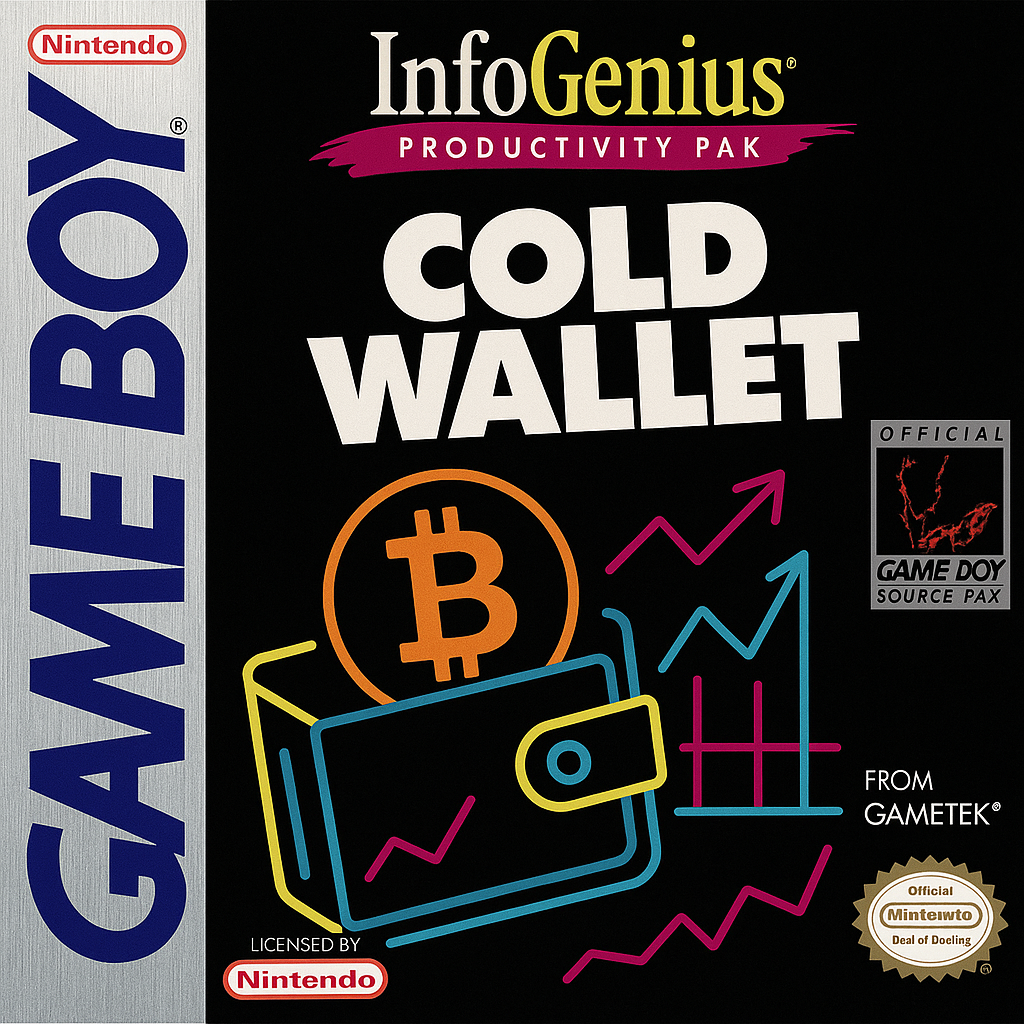 Nintendo
GAME BOY®
InfoGenius®
PRODUCTIVITY PAK
COLD
WALLET
OFFICIAL
GAME DOY
SOURCE PAX
FROM
GAMETEK®
Official
Mintewto
Deal of Doeling
LICENSED BY
Nintendo